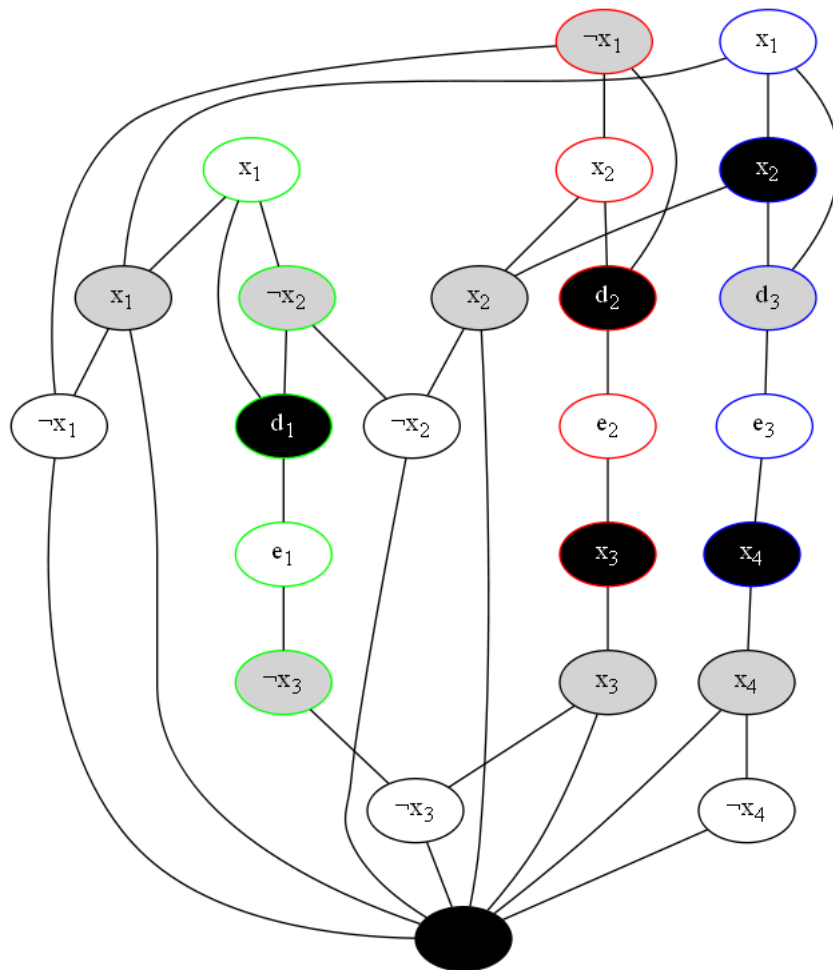 ¬x₁ x₁
x₁ x₂ x₂
x₁ ¬x₂ x₂ d₂ d₃
¬x₁ d₁ ¬x₂ e₂ e₃
e₁ x₃ x₄
¬x₃ x₃ x₄
¬x₃ ¬x₄